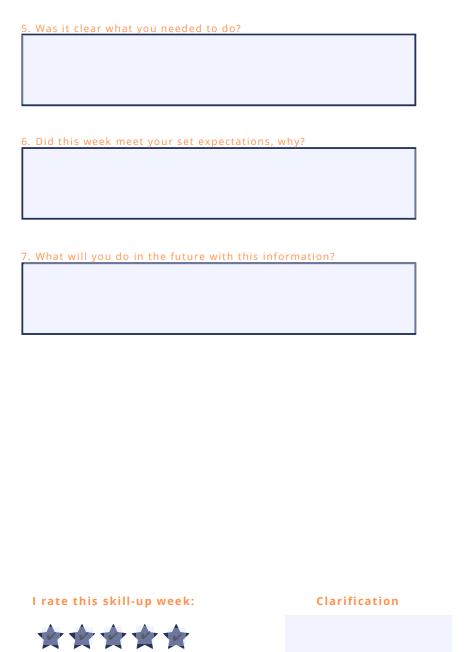 5. Was it clear what you needed to do?
6. Did this week meet your set expectations, why?
7. What will you do in the future with this information?
I rate this skill-up week:
Clarification